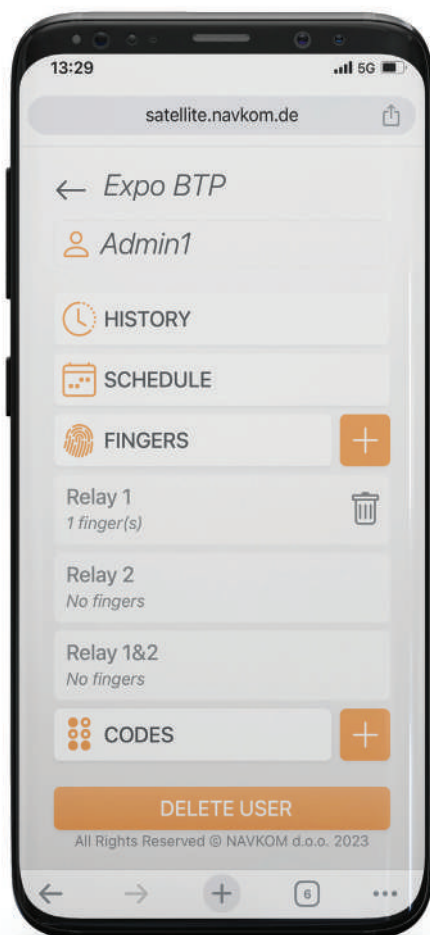 13:29
5G
satellite.navkom.de
Expo BTP
Admin1
HISTORY
SCHEDULE
FINGERS
Relay 1
1 finger(s)
Relay 2
No fingers
Relay 1&2
No fingers
CODES
DELETE USER
All Rights Reserved © NAVKOM d.o.o. 2023
6